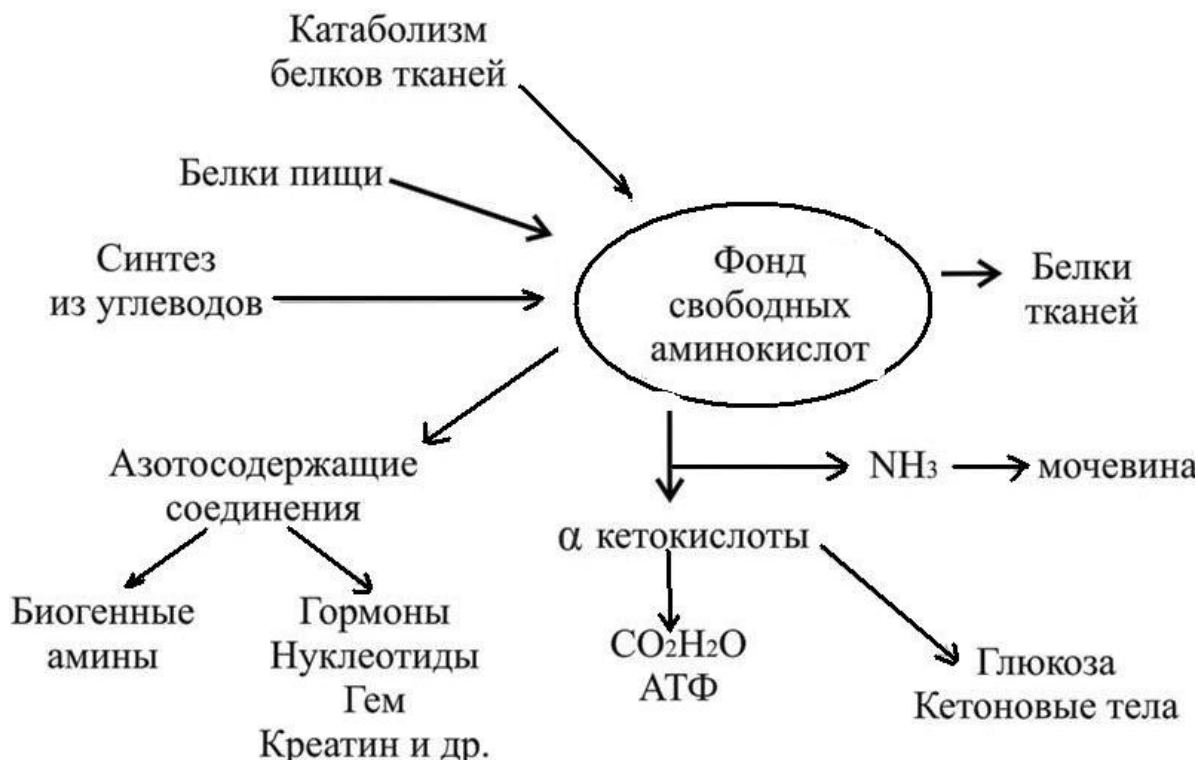 Катаболизм
белков тканей
Белки пищи
Синтез
из углеводов
Фонд
свободных
аминокислот
Белки
тканей
Азотосодержащие
соединения
NH3
мочевина
α кетокислоты
Биогенные
амины
Гормоны
Нуклеотиды
Гем
Креатин и др.
CO2H2O
АТФ
Глюкоза
Кетоновые тела